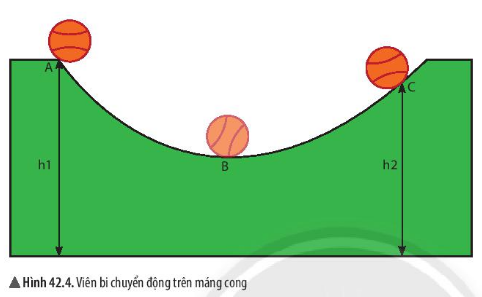 A
C
B
h1
h2
▲ Hình 42.4. Viên bi chuyển động trên máng cong